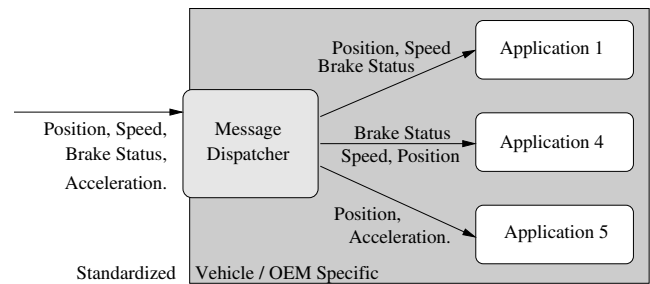 Position, Speed,
Brake Status,
Acceleration.
Message
Dispatcher
Position, Speed
Brake Status
Application 1
Brake Status
Speed, Position
Application 4
Position,
Acceleration.
Application 5
Standardized
Vehicle / OEM Specific